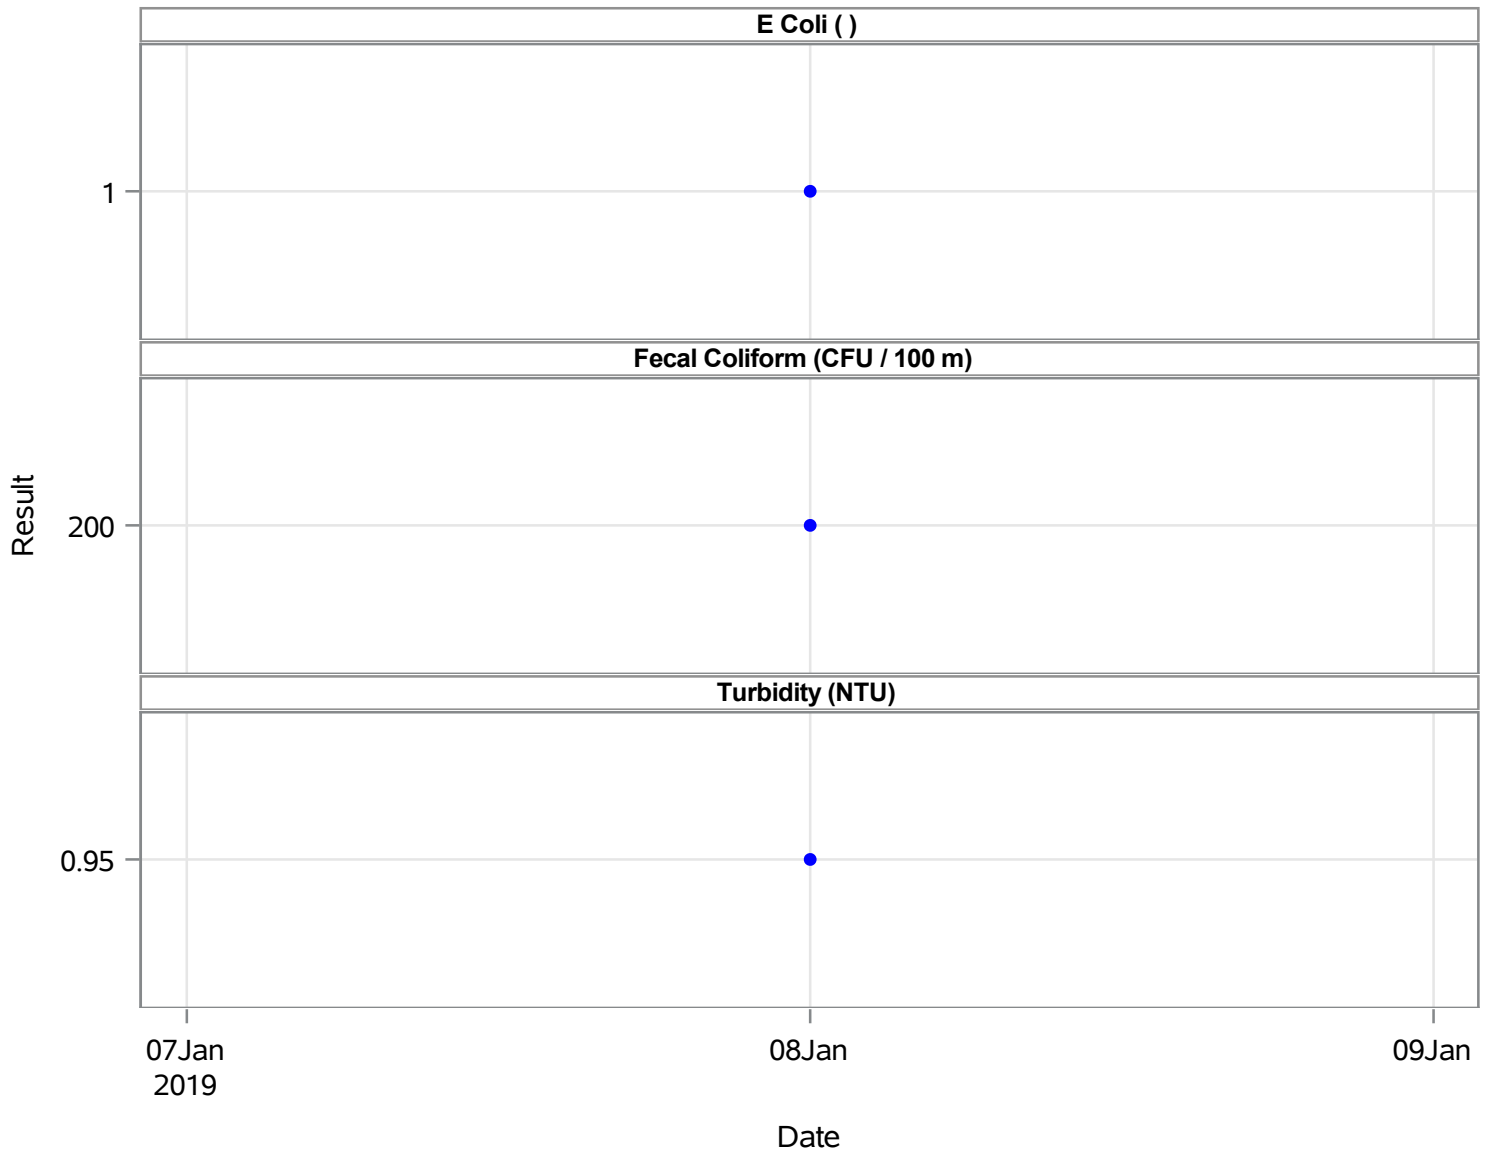 E Coli ( )
1
Fecal Coliform (CFU / 100 m)
Result
200
Turbidity (NTU)
0.95
07Jan 08Jan 09Jan
2019
Date